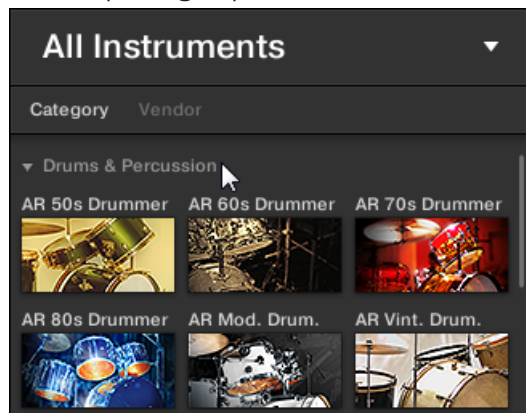 All Instruments
Category Vendor
Drums & Percussion
AR 50s Drummer AR 60s Drummer AR 70s Drummer
AR 80s Drummer AR Mod. Drum. AR Vint. Drum.